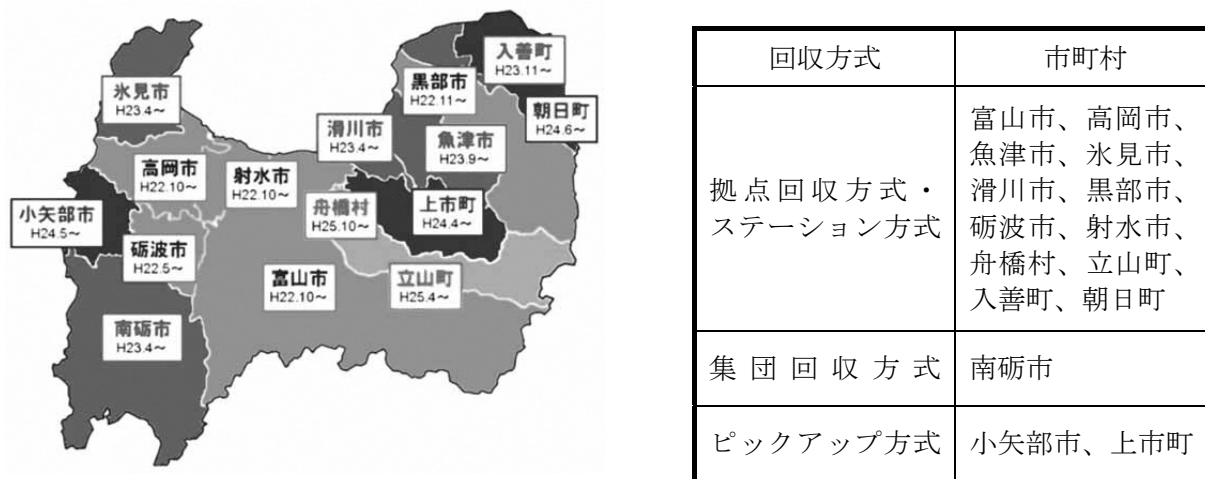 入善町
H23.11～
黒部市
H22.11～
氷見市
H23.4～
朝日町
H24.6～
滑川市
H23.4～
魚津市
H23.9～
高岡市
H22.10～
射水市
H22.10～
小矢部市
H24.5～
舟橋村
H25.10～
上市町
H24.4～
砺波市
H22.5～
富山市
H22.10～
立山町
H25.4～
南砺市
H23.4～
回収方式
市町村
拠点回収方式・
ステーション方式
富山市、高岡市、
魚津市、氷見市、
滑川市、黒部市、
砺波市、射水市、
舟橋村、立山町、
入善町、朝日町
集団回収方式
南砺市
ピックアップ方式
小矢部市、上市町